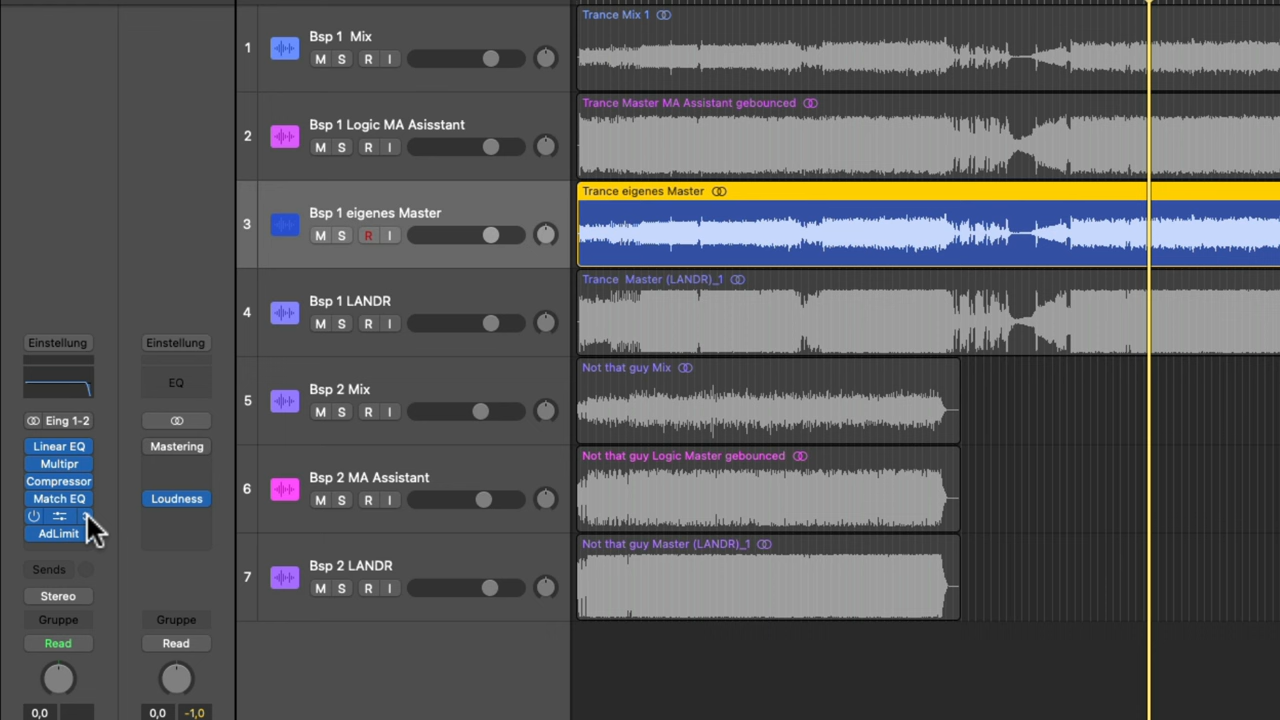 Einstellung
Einstellung
EQ
Eing 1-2
Linear EQ
Mastering
Multipr
Compressor
Match EQ
Loudness
AdLimit
Sends
Stereo
Gruppe
Gruppe
Read
Read
0,0
0,0
-1,0
1
Bsp 1 Mix
M S R I
2
Bsp 1 Logic MA Asisstant
M S R I
3
Bsp 1 eigenes Master
M S R I
4
Bsp 1 LANDR
M S R I
5
Bsp 2 Mix
M S R I
6
Bsp 2 MA Assistant
M S R I
7
Bsp 2 LANDR
M S R I
Trance Mix 1
Trance Master MA Assistant gebounced
Trance eigenes Master
Trance Master (LANDR)_1
Not that guy Mix
Not that guy Logic Master gebounced
Not that guy Master (LANDR)_1